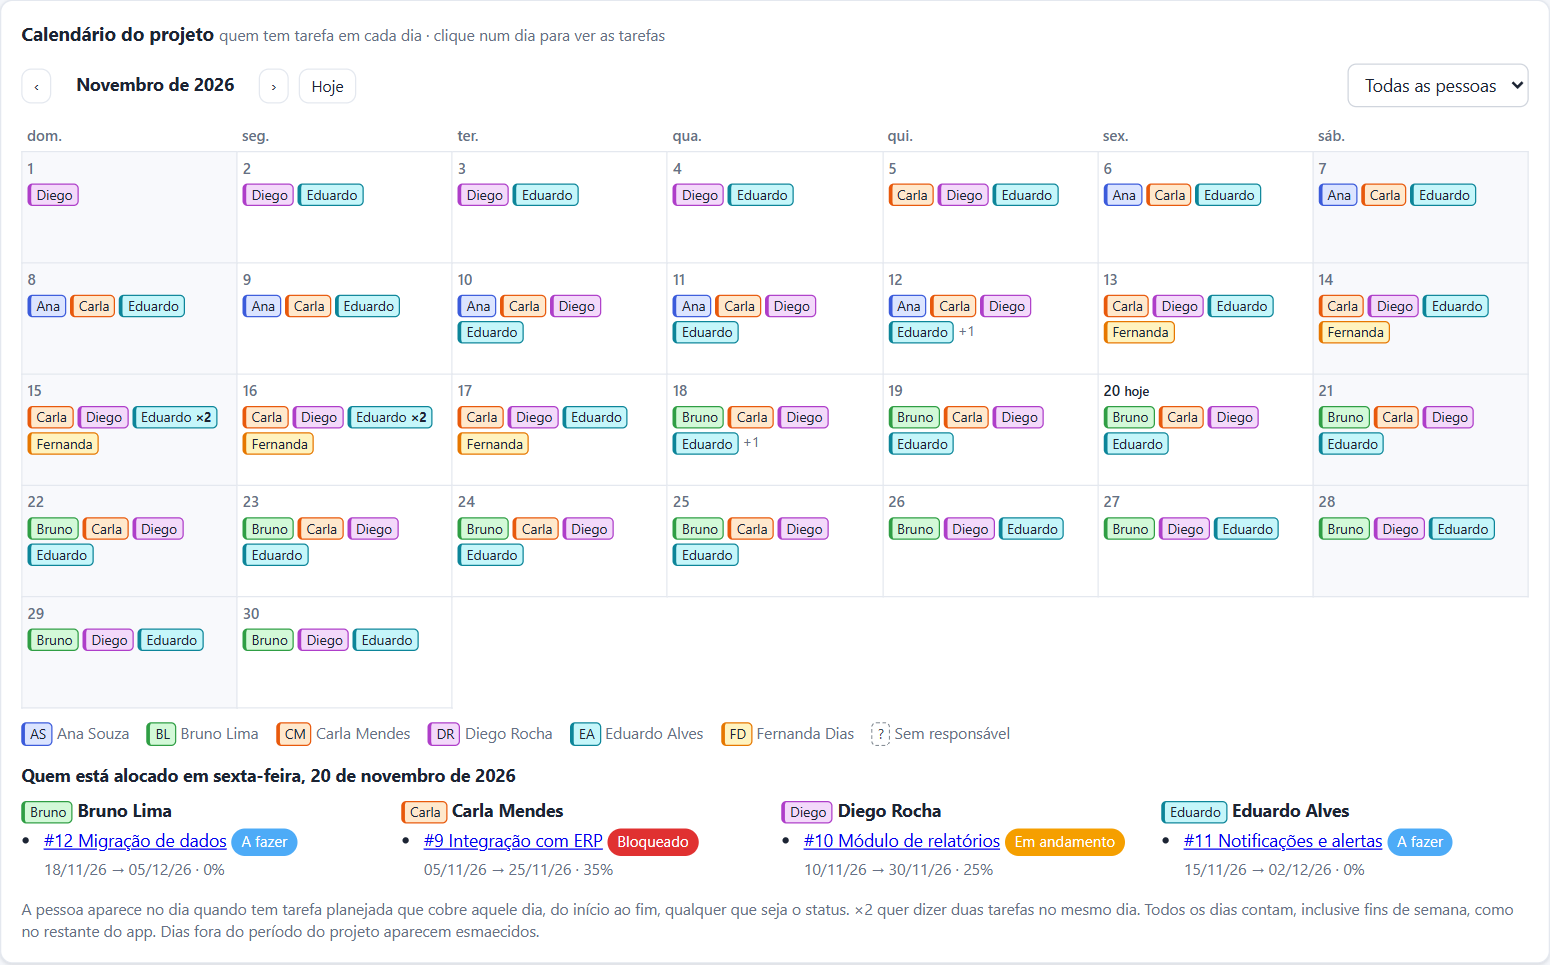 Calendário do projeto quem tem tarefa em cada dia · clique num dia para ver as tarefas
‹ Novembro de 2026 › Hoje Todas as pessoas
dom. seg. ter. qua. qui. sex. sáb.
1 2 3 4 5 6 7
Diego Diego Eduardo Diego Eduardo Diego Eduardo Carla Diego Eduardo Ana Carla Eduardo Ana Carla Eduardo
8 9 10 11 12 13 14
Ana Carla Eduardo Ana Carla Eduardo Ana Carla Diego Ana Carla Diego Ana Carla Diego Carla Diego Eduardo Carla Diego Eduardo
Eduardo Eduardo Eduardo +1 Fernanda Fernanda
15 16 17 18 19 20 hoje 21
Carla Diego Eduardo ×2 Carla Diego Eduardo ×2 Carla Diego Eduardo Bruno Carla Diego Bruno Carla Diego Bruno Carla Diego Bruno Carla Diego
Fernanda Fernanda Fernanda Eduardo +1 Eduardo Eduardo Eduardo
22 23 24 25 26 27 28
Bruno Carla Diego Bruno Carla Diego Bruno Carla Diego Bruno Carla Diego Bruno Diego Eduardo Bruno Diego Eduardo Bruno Diego Eduardo
Eduardo Eduardo Eduardo Eduardo
29 30
Bruno Diego Eduardo Bruno Diego Eduardo
AS Ana Souza BL Bruno Lima CM Carla Mendes DR Diego Rocha EA Eduardo Alves FD Fernanda Dias ? Sem responsável
Quem está alocado em sexta-feira, 20 de novembro de 2026
Bruno Bruno Lima Carla Carla Mendes Diego Diego Rocha Eduardo Eduardo Alves
• #12 Migração de dados A fazer • #9 Integração com ERP Bloqueado • #10 Módulo de relatórios Em andamento • #11 Notificações e alertas A fazer
18/11/26 → 05/12/26 · 0% 05/11/26 → 25/11/26 · 35% 10/11/26 → 30/11/26 · 25% 15/11/26 → 02/12/26 · 0%
A pessoa aparece no dia quando tem tarefa planejada que cobre aquele dia, do início ao fim, qualquer que seja o status. ×2 quer dizer duas tarefas no mesmo dia. Todos os dias contam, inclusive fins de semana, como
no restante do app. Dias fora do período do projeto aparecem esmaecidos.